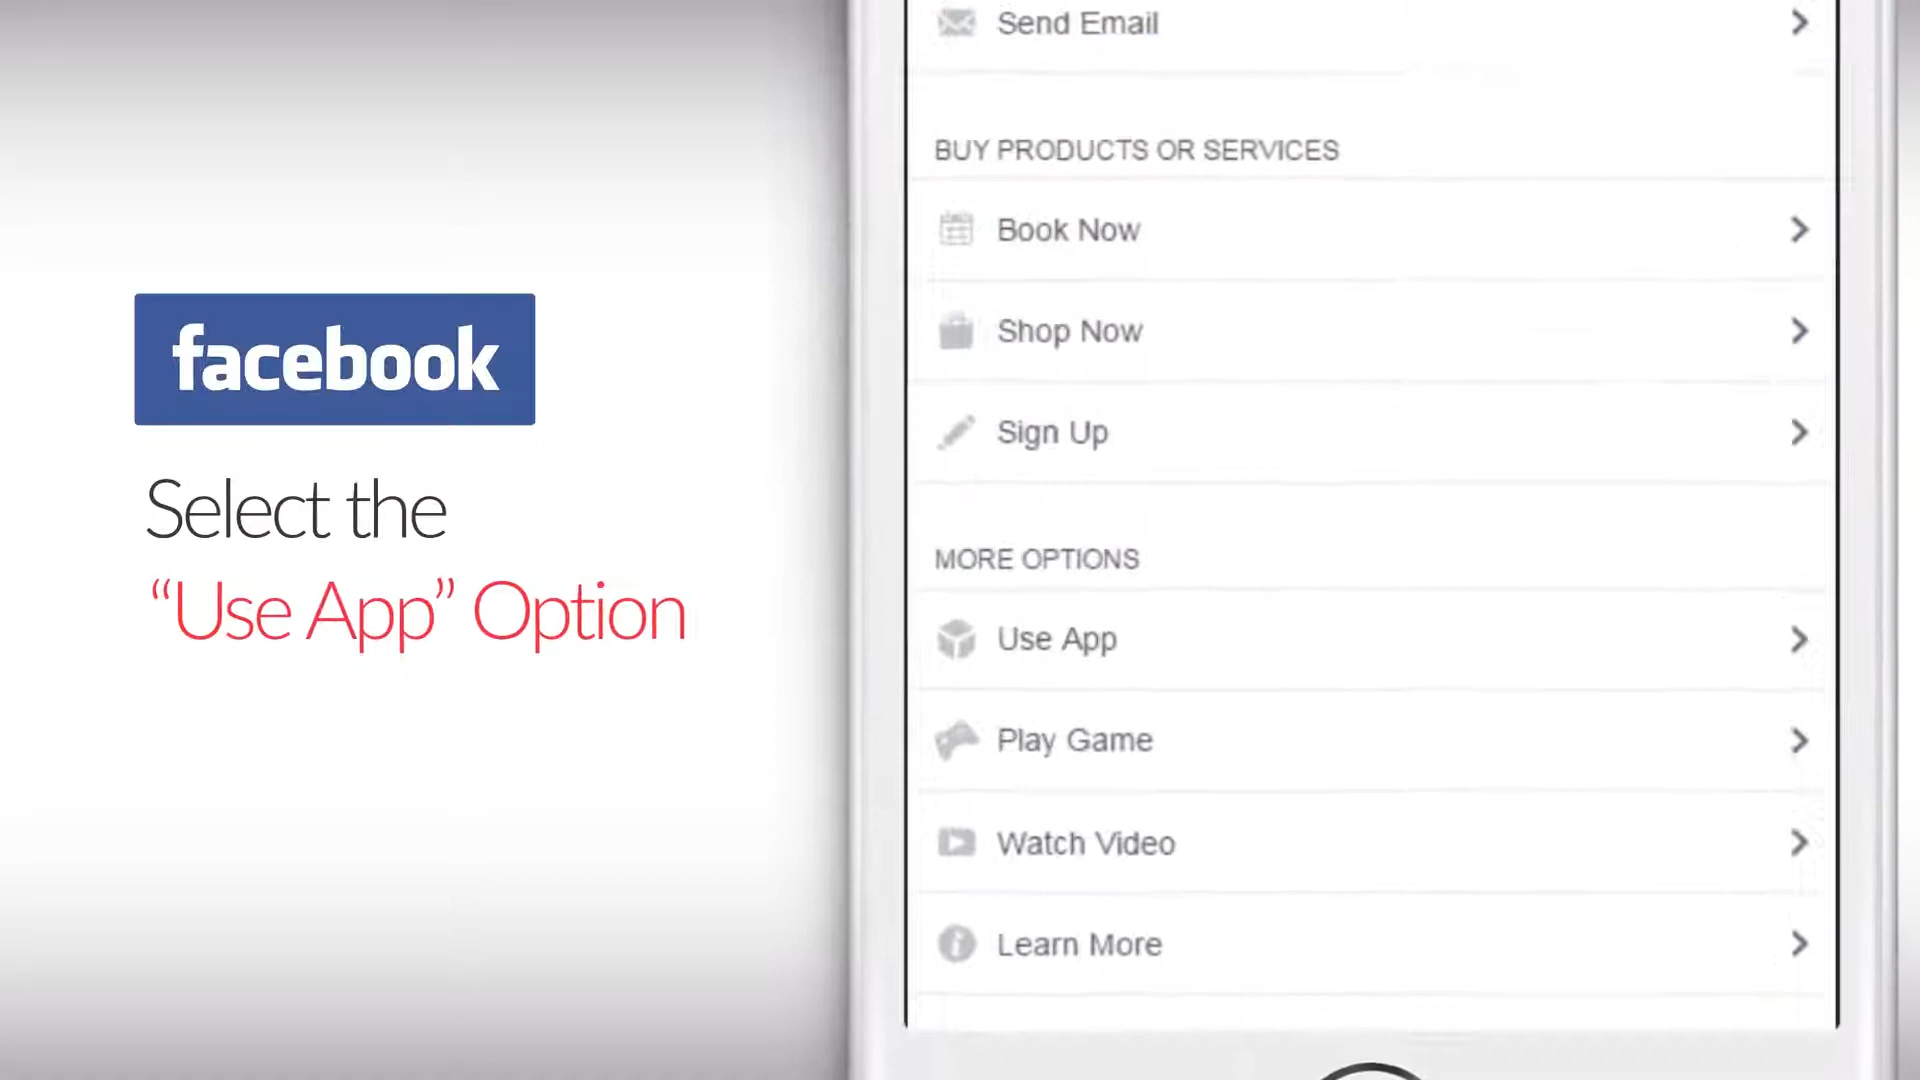 facebook
Select the
“Use App” Option
Send Email
BUY PRODUCTS OR SERVICES
Book Now
Shop Now
Sign Up
MORE OPTIONS
Use App
Play Game
Watch Video
Learn More